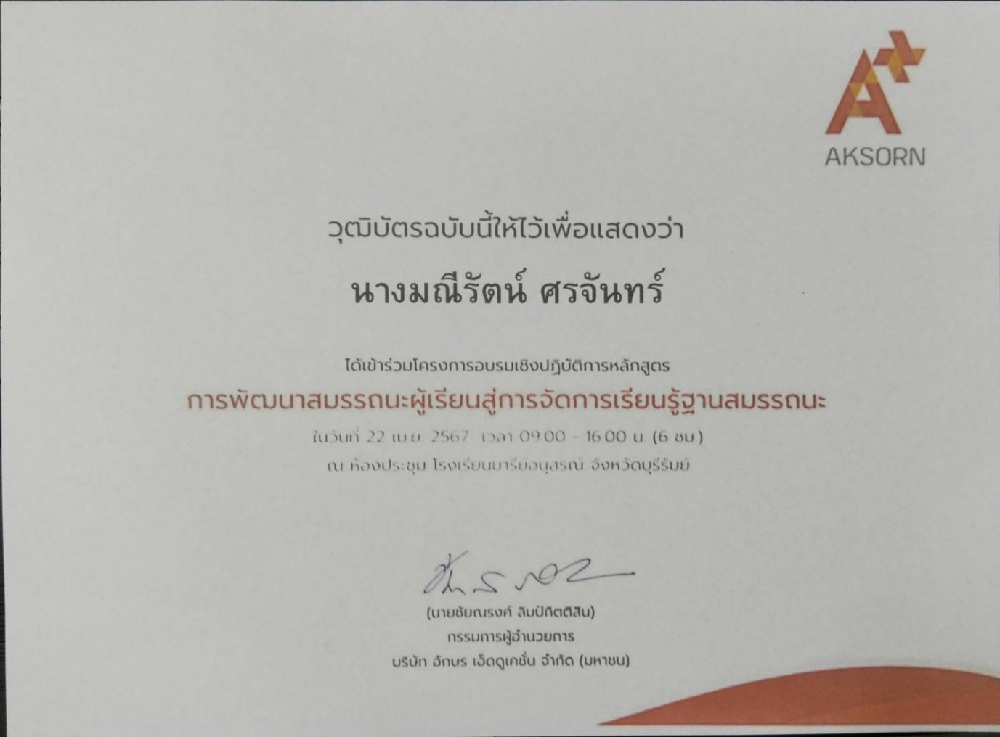 AKSORN
วุฒิบัตรฉบับนี้ให้ไว้เพื่อแสดงว่า
นางมณีรัตน์ ศรจันทร์
ได้เข้าร่วมโครงการอบรมเชิงปฏิบัติการหลักสูตร
การพัฒนาสมรรถนะผู้เรียนสู่การจัดการเรียนรู้ฐานสมรรถนะ
ในวันที่ 22 เม.ย. 2567 เวลา 09.00 - 16.00 น. (6 ชม.)
ณ ห้องประชุม โรงเรียนมารีย์อนุสรณ์ จังหวัดบุรีรัมย์
(นายชัยณรงค์ ลิมป์กิตติสิน)
กรรมการผู้อำนวยการ
บริษัท อักษร เอ็ดดูเคชั่น จำกัด (มหาชน)